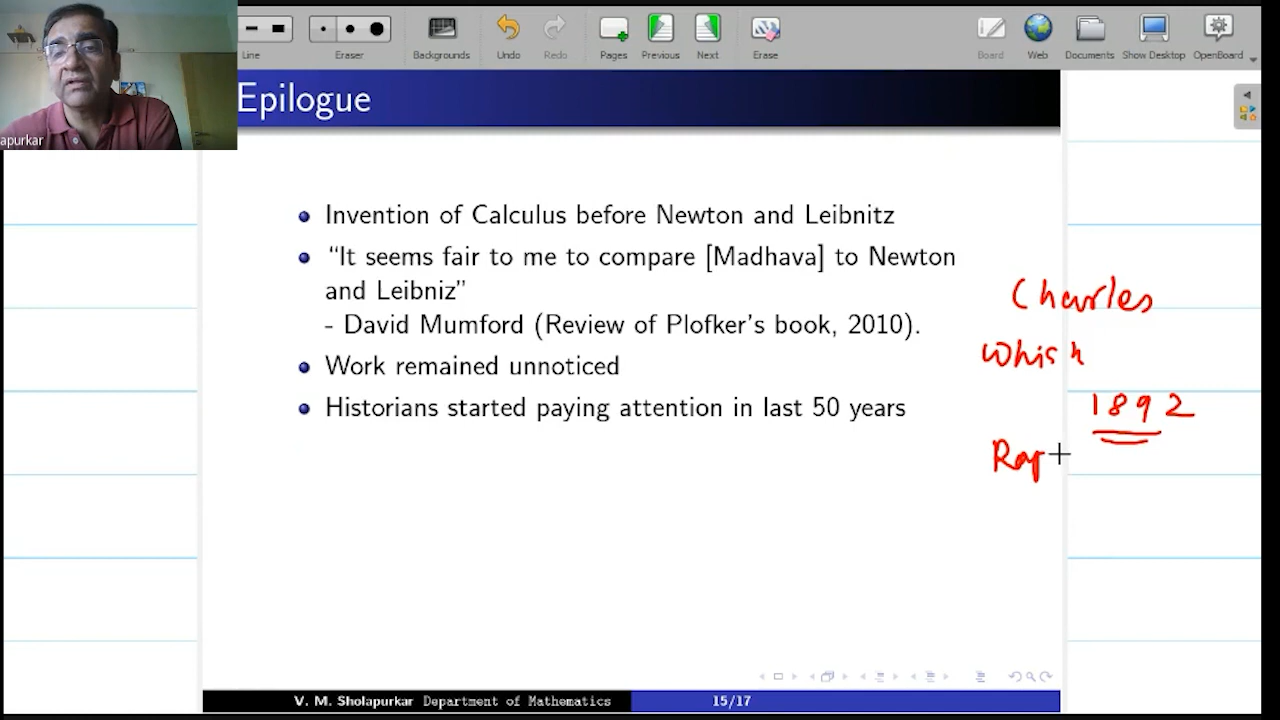 Line
Eraser
Backgrounds
Undo
Redo
Pages
Previous
Next
Erase
Board
Web
Documents
Show Desktop
OpenBoard
apurkar
Epilogue
Invention of Calculus before Newton and Leibnitz
“It seems fair to me to compare [Madhava] to Newton
and Leibniz”
- David Mumford (Review of Plofker's book, 2010).
Work remained unnoticed
Historians started paying attention in last 50 years
Charles
Whish
1892
V. M. Sholapurkar Department of Mathematics
15/17